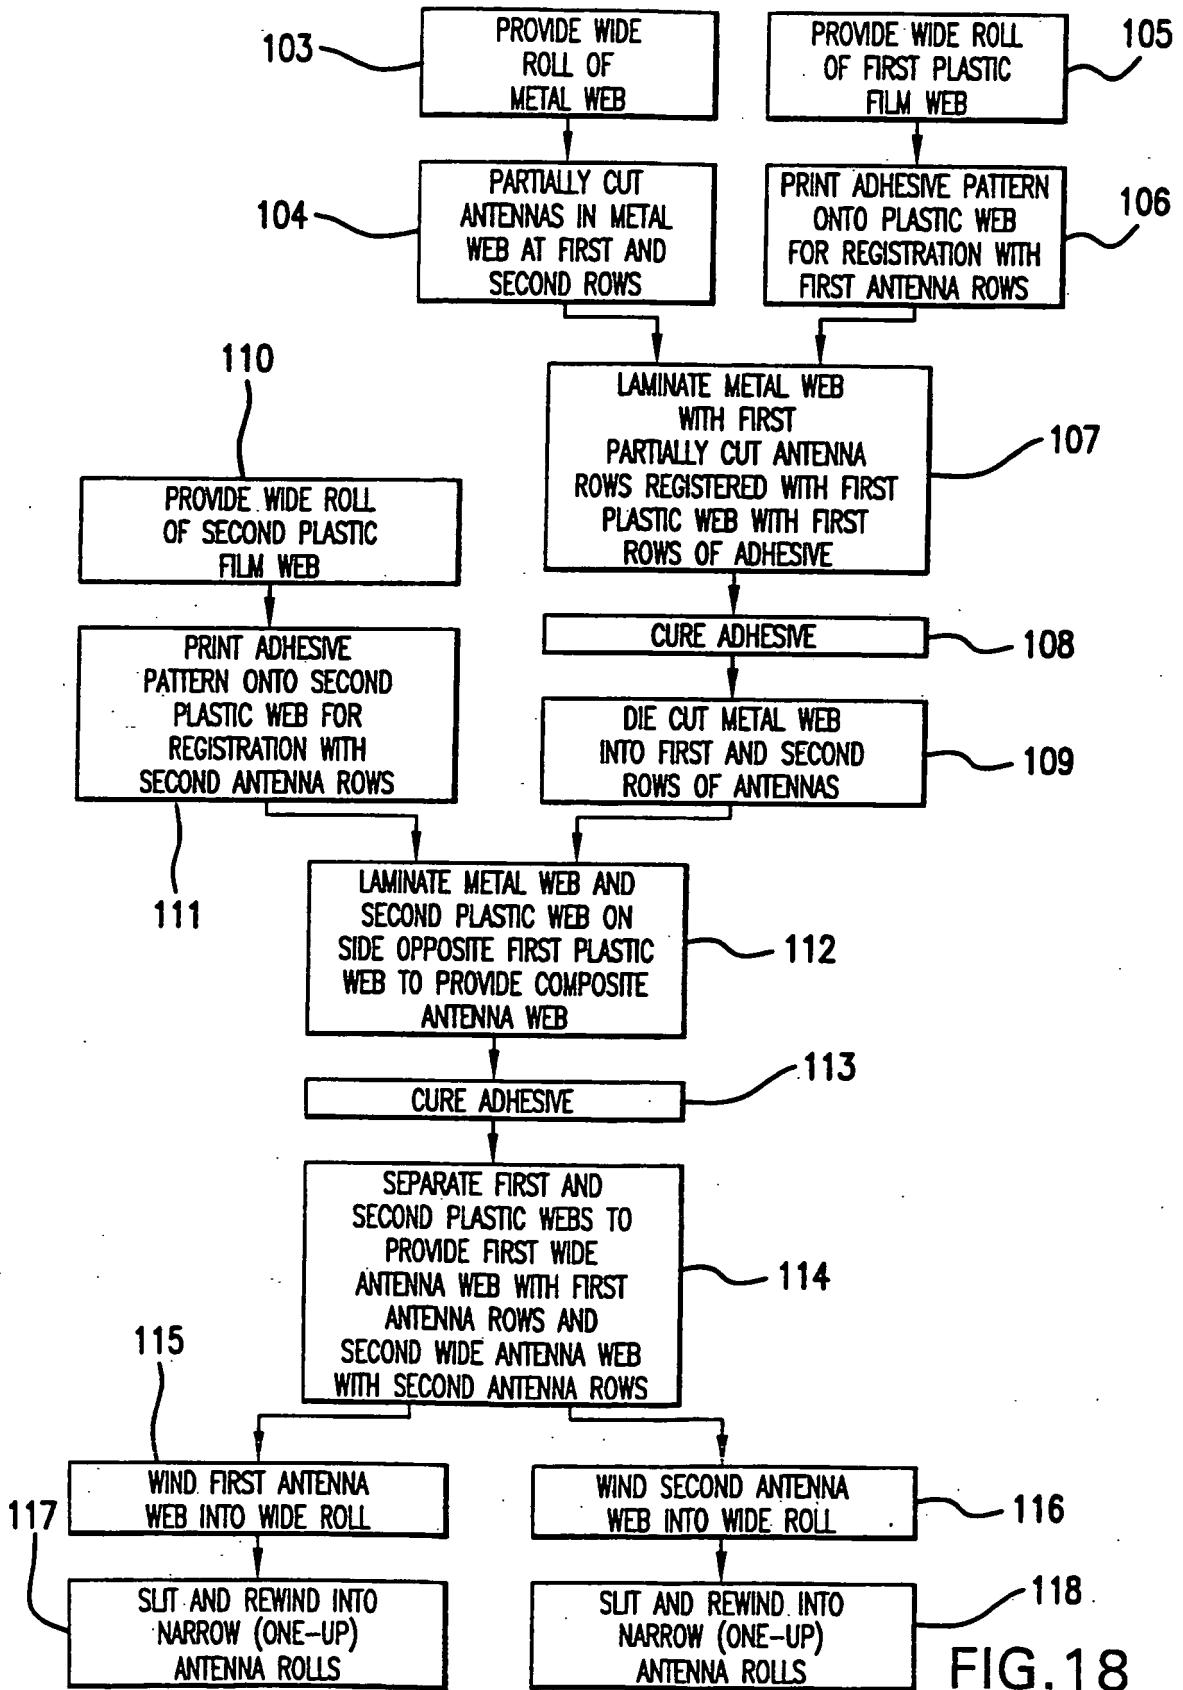 103
PROVIDE WIDE
ROLL OF
METAL WEB
PROVIDE WIDE ROLL
OF FIRST PLASTIC
FILM WEB
105
104
PARTIALLY CUT
ANTENNAS IN METAL
WEB AT FIRST AND
SECOND ROWS
PRINT ADHESIVE PATTERN
ONTO PLASTIC WEB
FOR REGISTRATION WITH
FIRST ANTENNA ROWS
106
LAMINATE METAL WEB
WITH FIRST
PARTIALLY CUT ANTENNA
ROWS REGISTERED WITH FIRST
PLASTIC WEB WITH FIRST
ROWS OF ADHESIVE
107
110
PROVIDE WIDE ROLL
OF SECOND PLASTIC
FILM WEB
CURE ADHESIVE
108
PRINT ADHESIVE
PATTERN ONTO SECOND
PLASTIC WEB FOR
REGISTRATION WITH
SECOND ANTENNA ROWS
111
DIE CUT METAL WEB
INTO FIRST AND SECOND
ROWS OF ANTENNAS
109
LAMINATE METAL WEB AND
SECOND PLASTIC WEB ON
SIDE OPPOSITE FIRST PLASTIC
WEB TO PROVIDE COMPOSITE
ANTENNA WEB
112
CURE ADHESIVE
113
SEPARATE FIRST AND
SECOND PLASTIC WEBS TO
PROVIDE FIRST WIDE
ANTENNA WEB WITH FIRST
ANTENNA ROWS AND
SECOND WIDE ANTENNA WEB
WITH SECOND ANTENNA ROWS
114
115
WIND FIRST ANTENNA
WEB INTO WIDE ROLL
WIND SECOND ANTENNA
WEB INTO WIDE ROLL
116
117
SLIT AND REWIND INTO
NARROW (ONE-UP)
ANTENNA ROLLS
SLIT AND REWIND INTO
NARROW (ONE-UP)
ANTENNA ROLLS
118
FIG.18